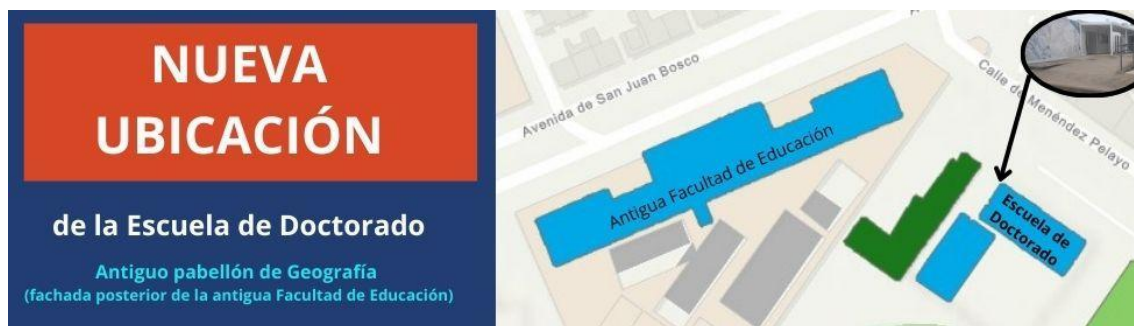 NUEVA
UBICACIÓN
de la Escuela de Doctorado
Antiguo pabellón de Geografía
(fachada posterior de la antigua Facultad de Educación)
Avenida de San Juan Bosco
Antigua Facultad de Educación
Calle de Menéndez Pelayo
Escuela de
Doctorado